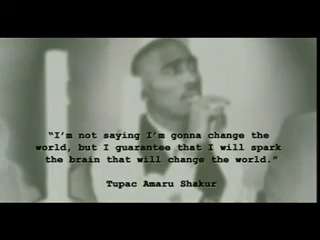 “I’m not saying I’m gonna change the
world, but I guarantee that I will spark
the brain that will change the world.”
Tupac Amaru Shakur